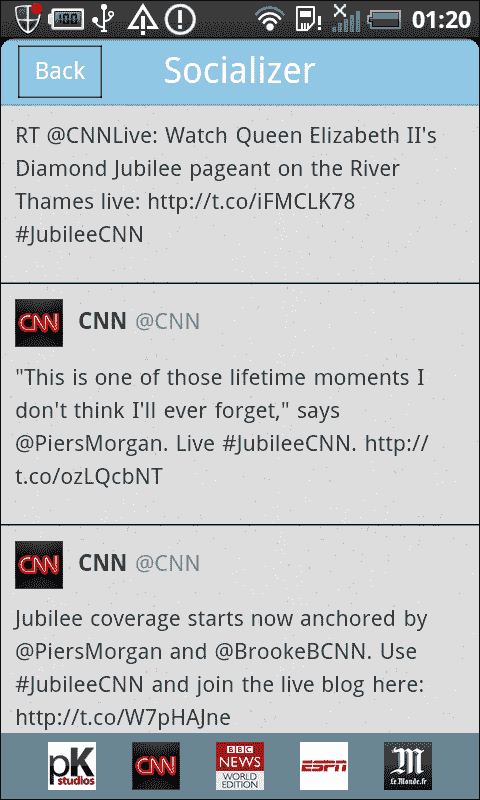 100 01:20
Back Socializer
RT @CNNLive: Watch Queen Elizabeth II's
Diamond Jubilee pageant on the River
Thames live: http://t.co/iFMCLK78
#JubileeCNN
CNN CNN @CNN
"This is one of those lifetime moments I
don't think I'll ever forget," says
@PiersMorgan. Live #JubileeCNN. http://
t.co/ozLQcbNT
CNN CNN @CNN
Jubilee coverage starts now anchored by
@PiersMorgan and @BrookeBCNN. Use
#JubileeCNN and join the live blog here:
http://t.co/W7pHAJne
pK studios
CNN
BBC
NEWS
WORLD
EDITION
ESPN
M
Le Monde.fr